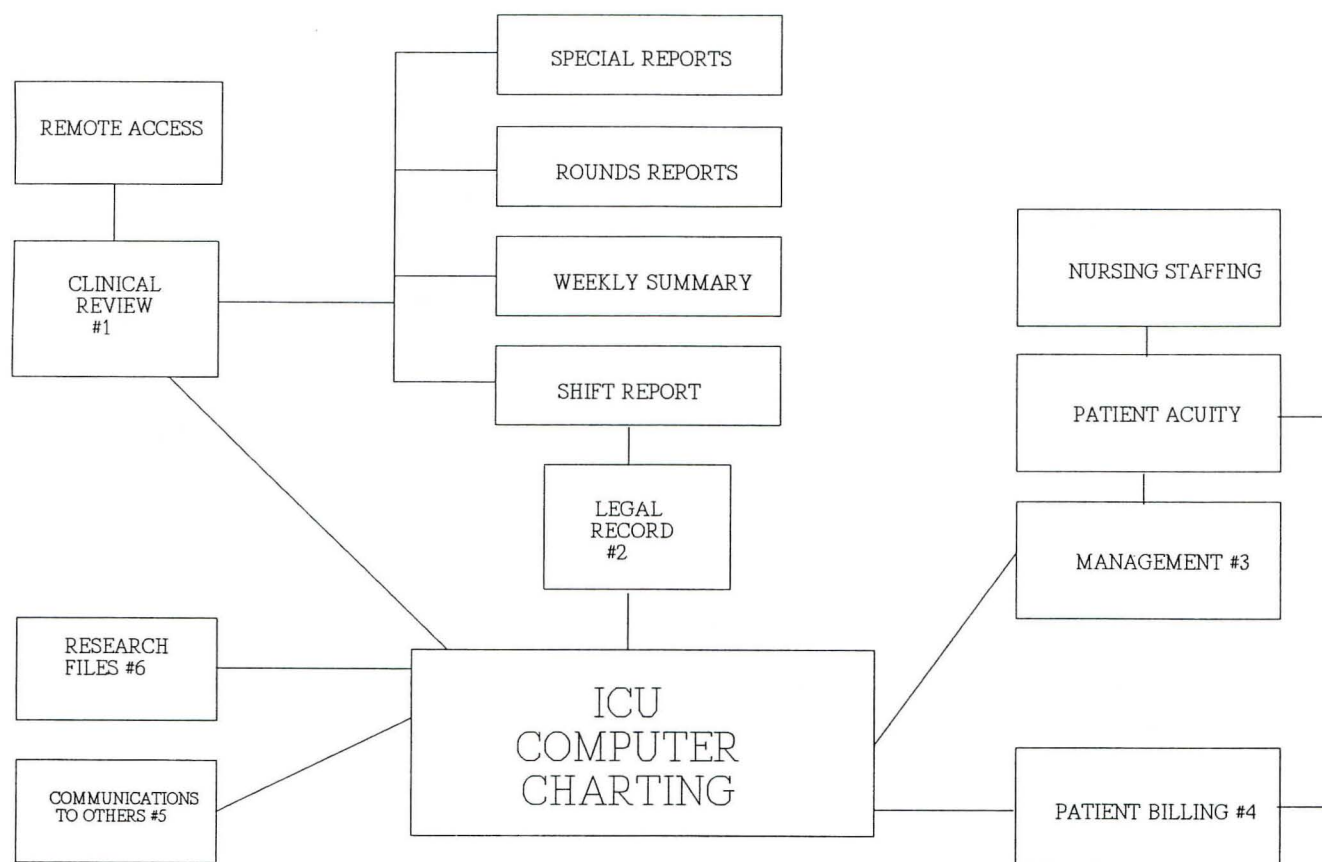 SPECIAL REPORTS
REMOTE ACCESS
ROUNDS REPORTS
CLINICAL
REVIEW
#1
WEEKLY SUMMARY
NURSING STAFFING
SHIFT REPORT
PATIENT ACUITY
LEGAL
RECORD
#2
MANAGEMENT #3
RESEARCH
FILES #6
ICU
COMPUTER
CHARTING
COMMUNICATIONS
TO OTHERS #5
PATIENT BILLING #4